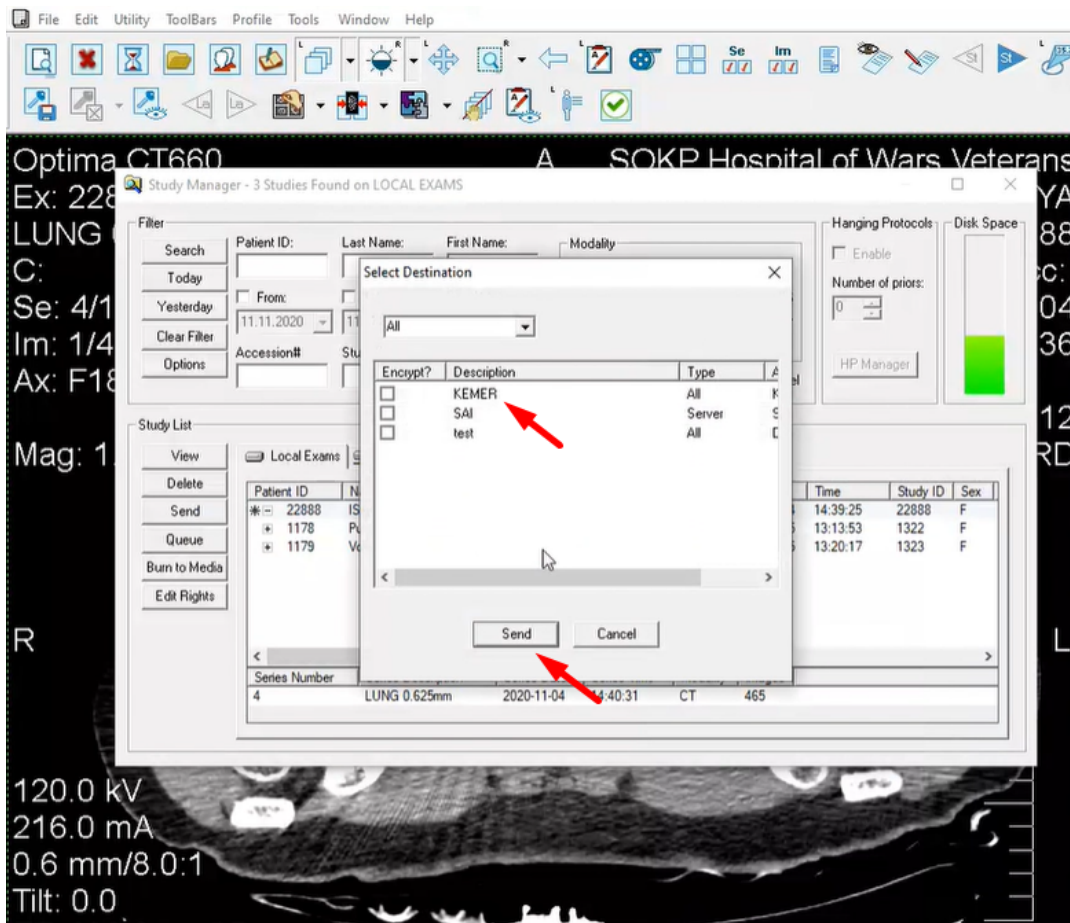 File Edit Utility ToolBars Profile Tools Window Help
Se Im
Optima CT660 A SOKP Hospital of Wars Veterans
Ex: 228
LUNG
C:
Se: 4/1
Im: 1/4
Ax: F18
Mag: 1
R
L
120.0 kV
216.0 mA
0.6 mm/8.0:1
Tilt: 0.0
Study Manager - 3 Studies Found on LOCAL EXAMS
Filter
Search
Today
Yesterday
Clear Filter
Options
Patient ID: Last Name: First Name: Modality
From:
11.11.2020 11
Accession#
Hanging Protocols
Enable
Number of priors:
0
HP Manager
Disk Space
Study List
View
Delete
Send
Queue
Burn to Media
Edit Rights
Local Exams
Patient ID Time Study ID Sex
22888 14:39:25 22888 F
1178 13:13:53 1322 F
1179 13:20:17 1323 F
Series Number
4 LUNG 0.625mm 2020-11-04 14:40:31 CT 465
Select Destination
All
Encrypt? Description Type
KEMER All
SAI Server
test All
Send Cancel